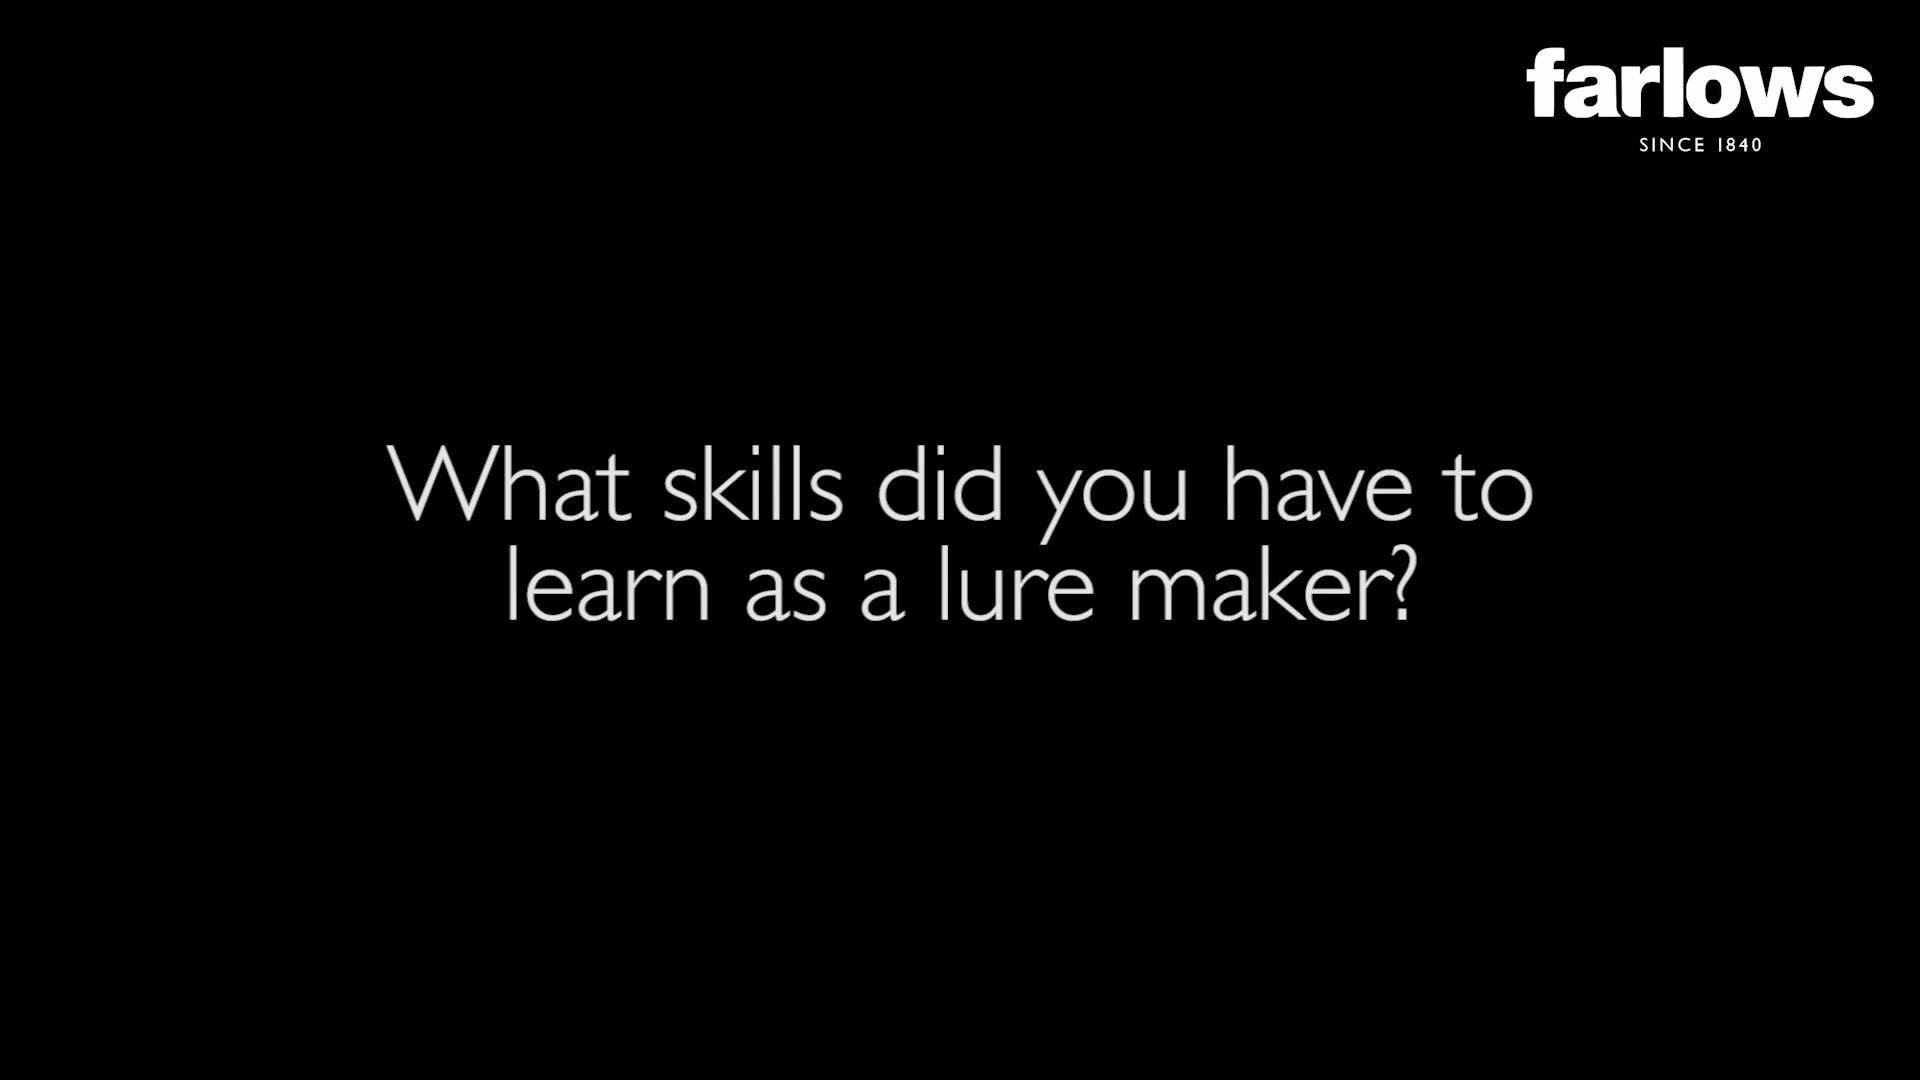 farlows
SINCE 1840
What skills did you have to
learn as a lure maker?